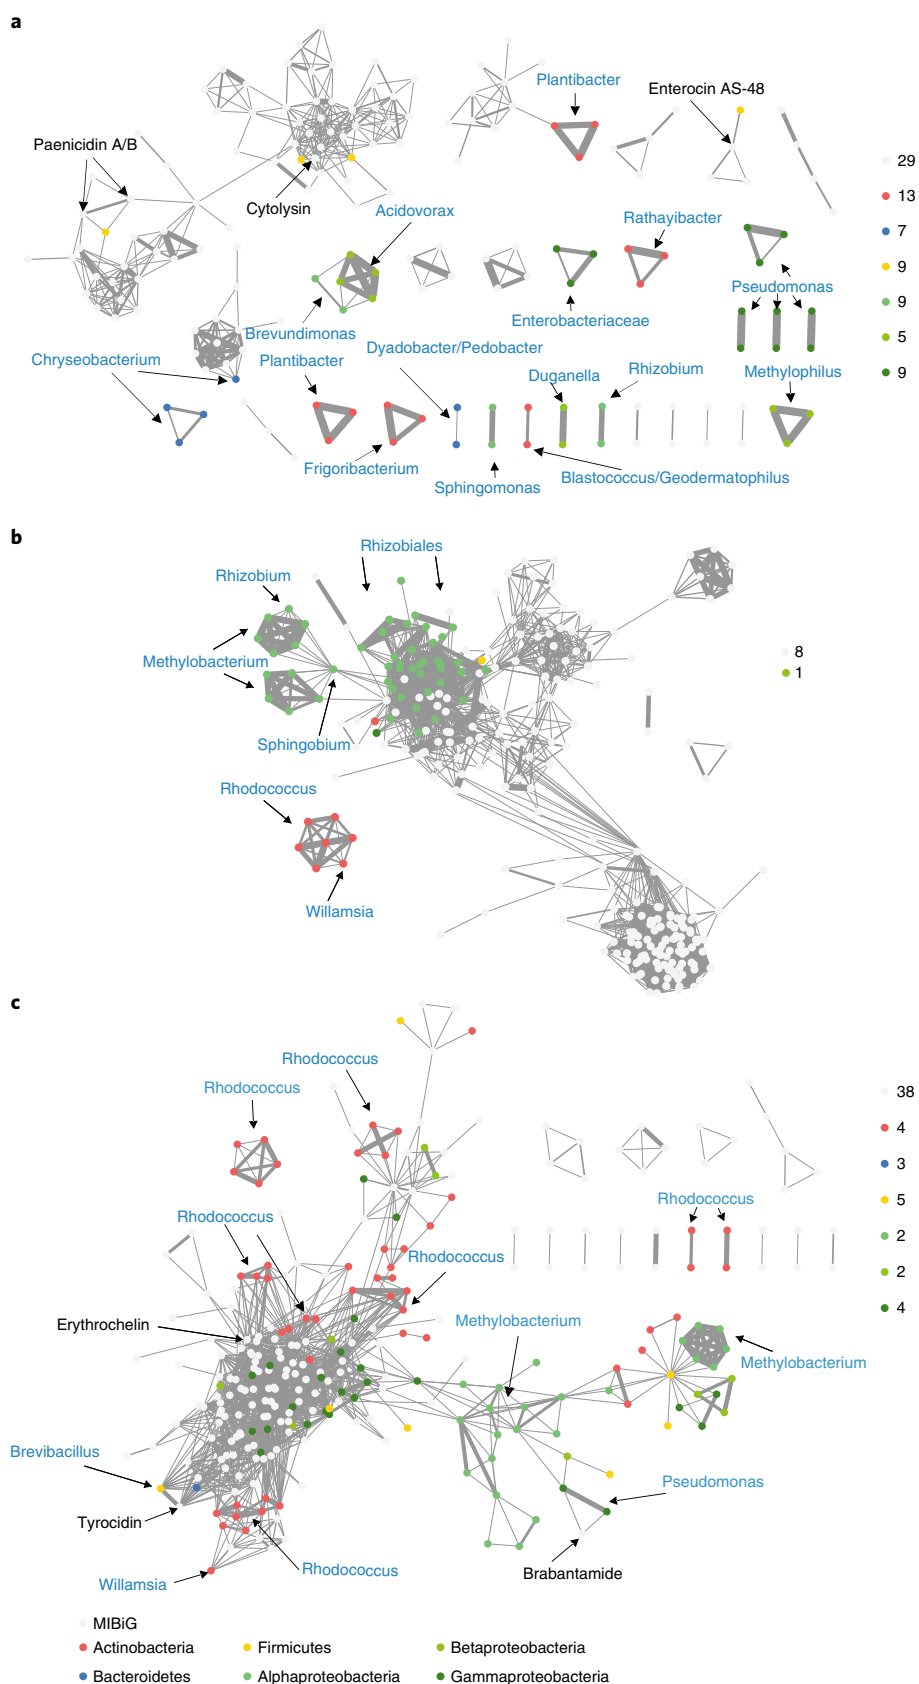 a
Plantibacter
Enterocin AS-48
Paenicidin A/B
29
13
Cytolysin
Acidovorax
Rathayibacter
7
9
Pseudomonas
9
Enterobacteriaceae
Brevundimonas
5
Chryseobacterium
Plantibacter
Dyadobacter/Pedobacter
Duganella
Rhizobium
Methylophilus
9
Frigoribacterium
Sphingomonas
Blastococcus/Geodermatophilus
b
Rhizobiales
Rhizobium
Methylobacterium
8
1
Sphingobium
Rhodococcus
Willamsia
c
Rhodococcus
Rhodococcus
38
4
3
Rhodococcus
Rhodococcus
5
Rhodococcus
2
2
4
Erythrochelin
Methylobacterium
Methylobacterium
Brevibacillus
Pseudomonas
Tyrocidin
Brabantamide
Rhodococcus
Willamsia
MIBiG
Actinobacteria
Firmicutes
Betaproteobacteria
Bacteroidetes
Alphaproteobacteria
Gammaproteobacteria